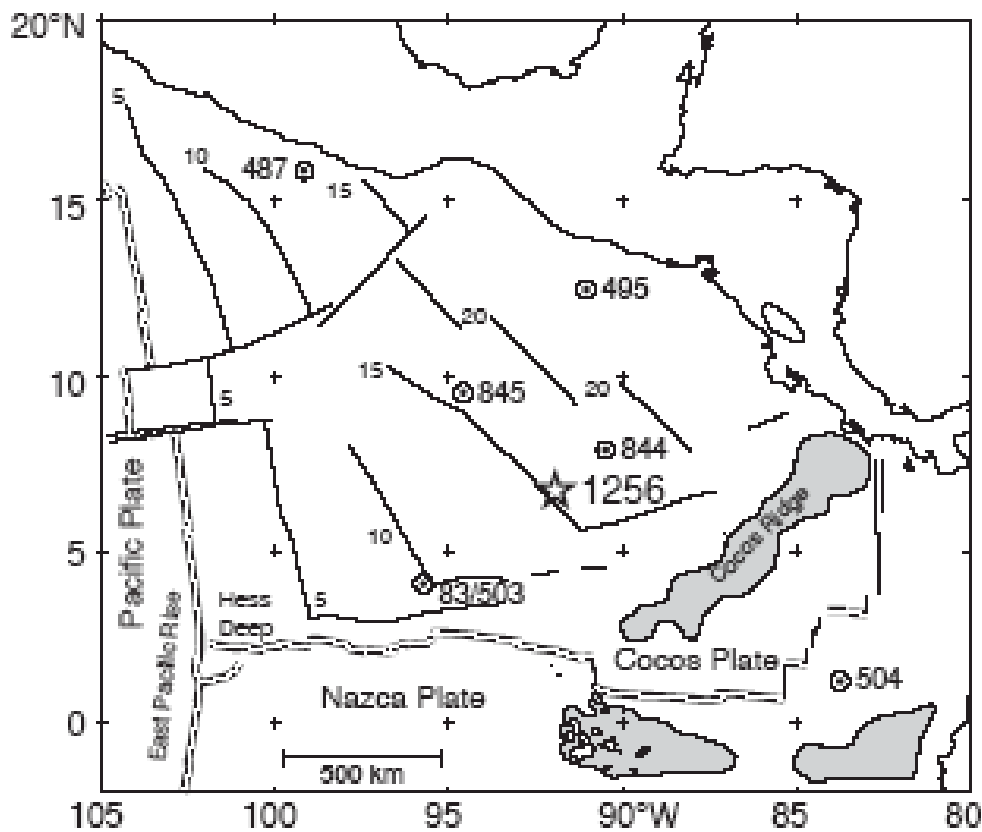 20°N
5
10
487
15
15
495
20
15
10
845
20
5
844
1256
Pacific Plate
10
Cocos Ridge
5
83/503
5
Hess
Deep
East Pacific Rise
Cocos Plate
504
Nazca Plate
0
500 km
105
100
95
90°W
85
80